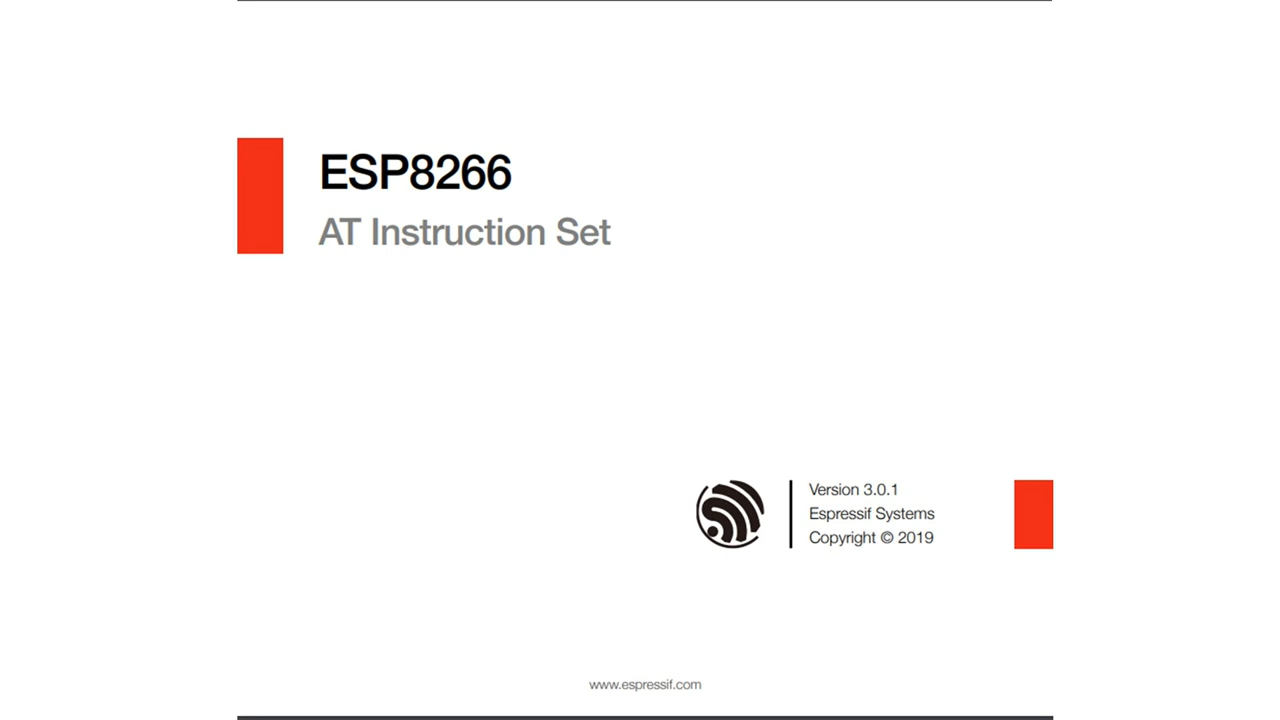 ESP8266
AT Instruction Set
Version 3.0.1
Espressif Systems
Copyright © 2019
www.espressif.com